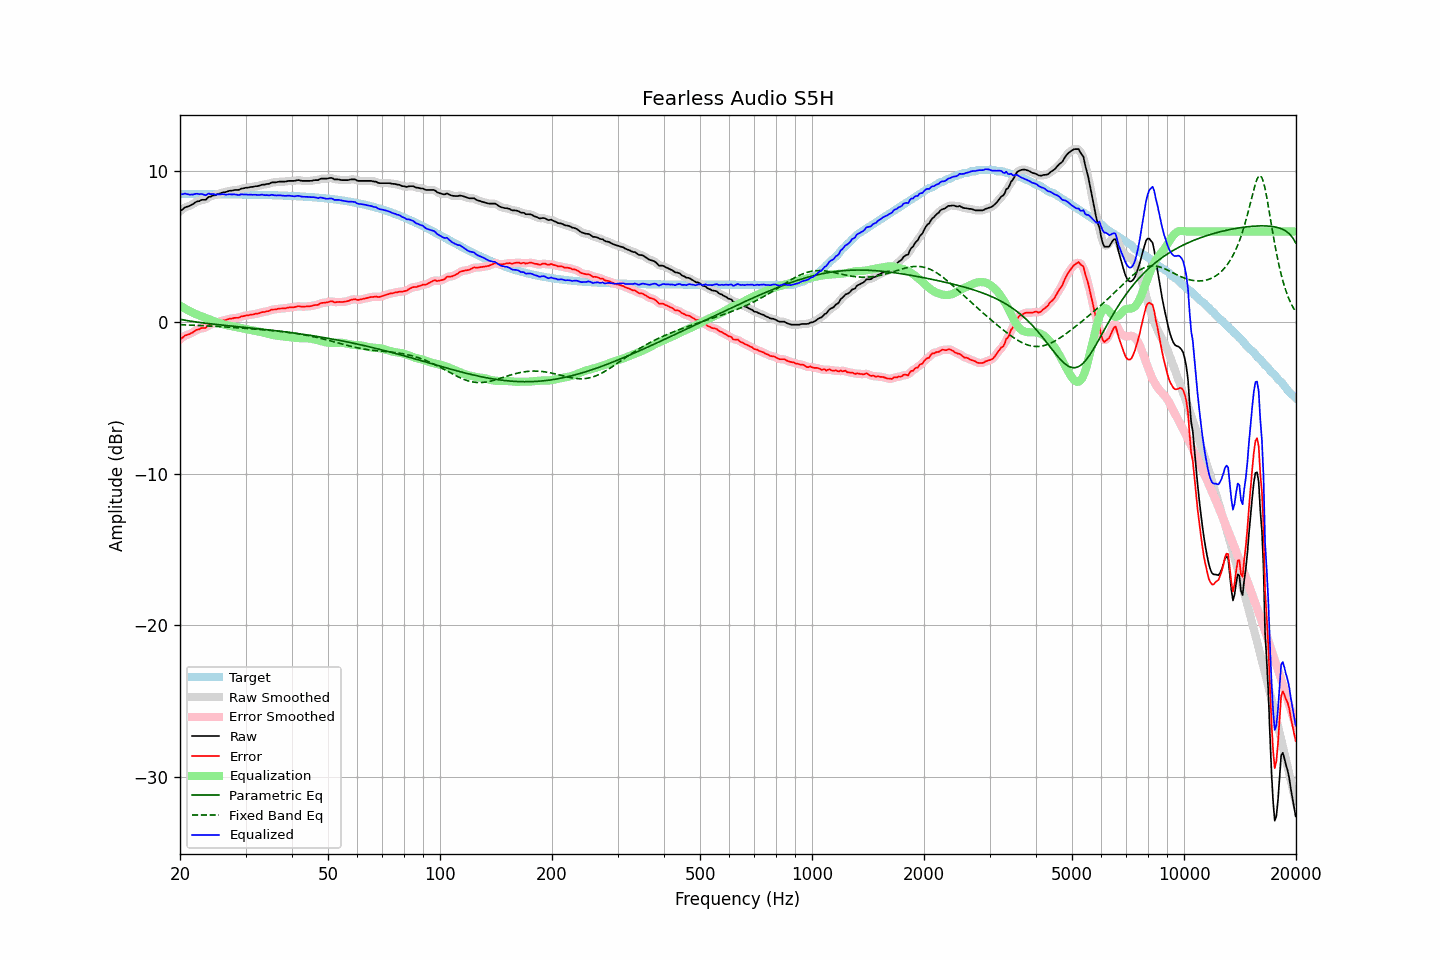 Fearless Audio S5H
Amplitude (dBr)
10
0
−10
−20
−30
Target
Raw Smoothed
Error Smoothed
Raw
Error
Equalization
Parametric Eq
Fixed Band Eq
Equalized
20 50 100 200 500 1000 2000 5000 10000 20000
Frequency (Hz)